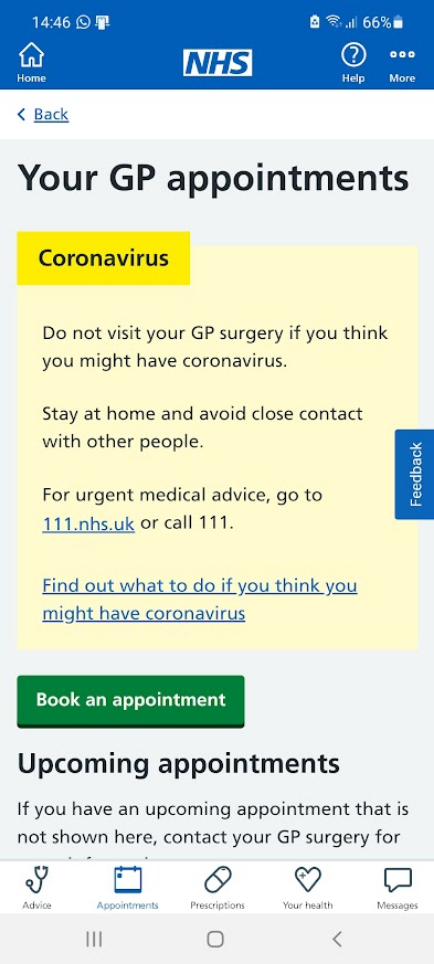 14:46 66%
NHS
Home Help More
Back
Your GP appointments
Coronavirus
Do not visit your GP surgery if you think
you might have coronavirus.
Stay at home and avoid close contact
with other people.
Feedback
For urgent medical advice, go to
111.nhs.uk or call 111.
Find out what to do if you think you
might have coronavirus
Book an appointment
Upcoming appointments
If you have an upcoming appointment that is
not shown here, contact your GP surgery for
Advice Appointments Prescriptions Your health Messages